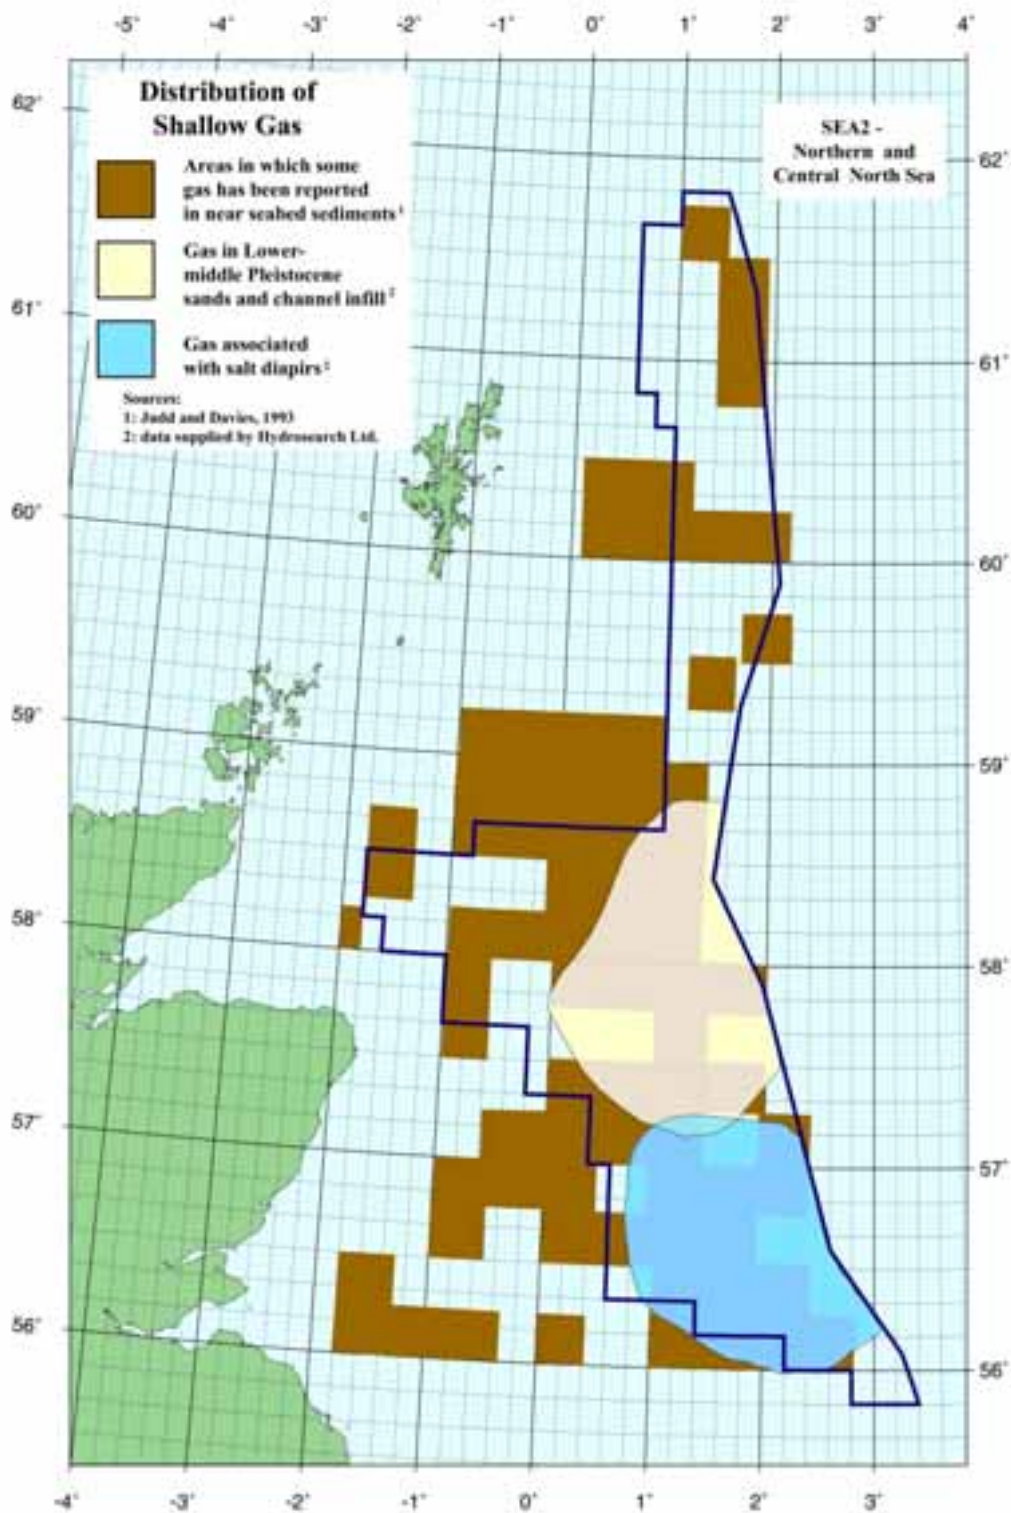 -5° -4° -3° -2° -1° 0° 1° 2° 3° 4°
Distribution of
Shallow Gas
Areas in which some
gas has been reported
in near seabed sediments¹
Gas in Lower-
middle Pleistocene
sands and channel infill²
Gas associated
with salt diapirs²
Sources:
1: Judd and Davies, 1993
2: data supplied by Hydrosearch Ltd.
SEA2 -
Northern and
Central North Sea
62°
61°
60°
59°
58°
57°
56°
62°
61°
60°
59°
58°
57°
56°
-4° -3° -2° -1° 0° 1° 2° 3°